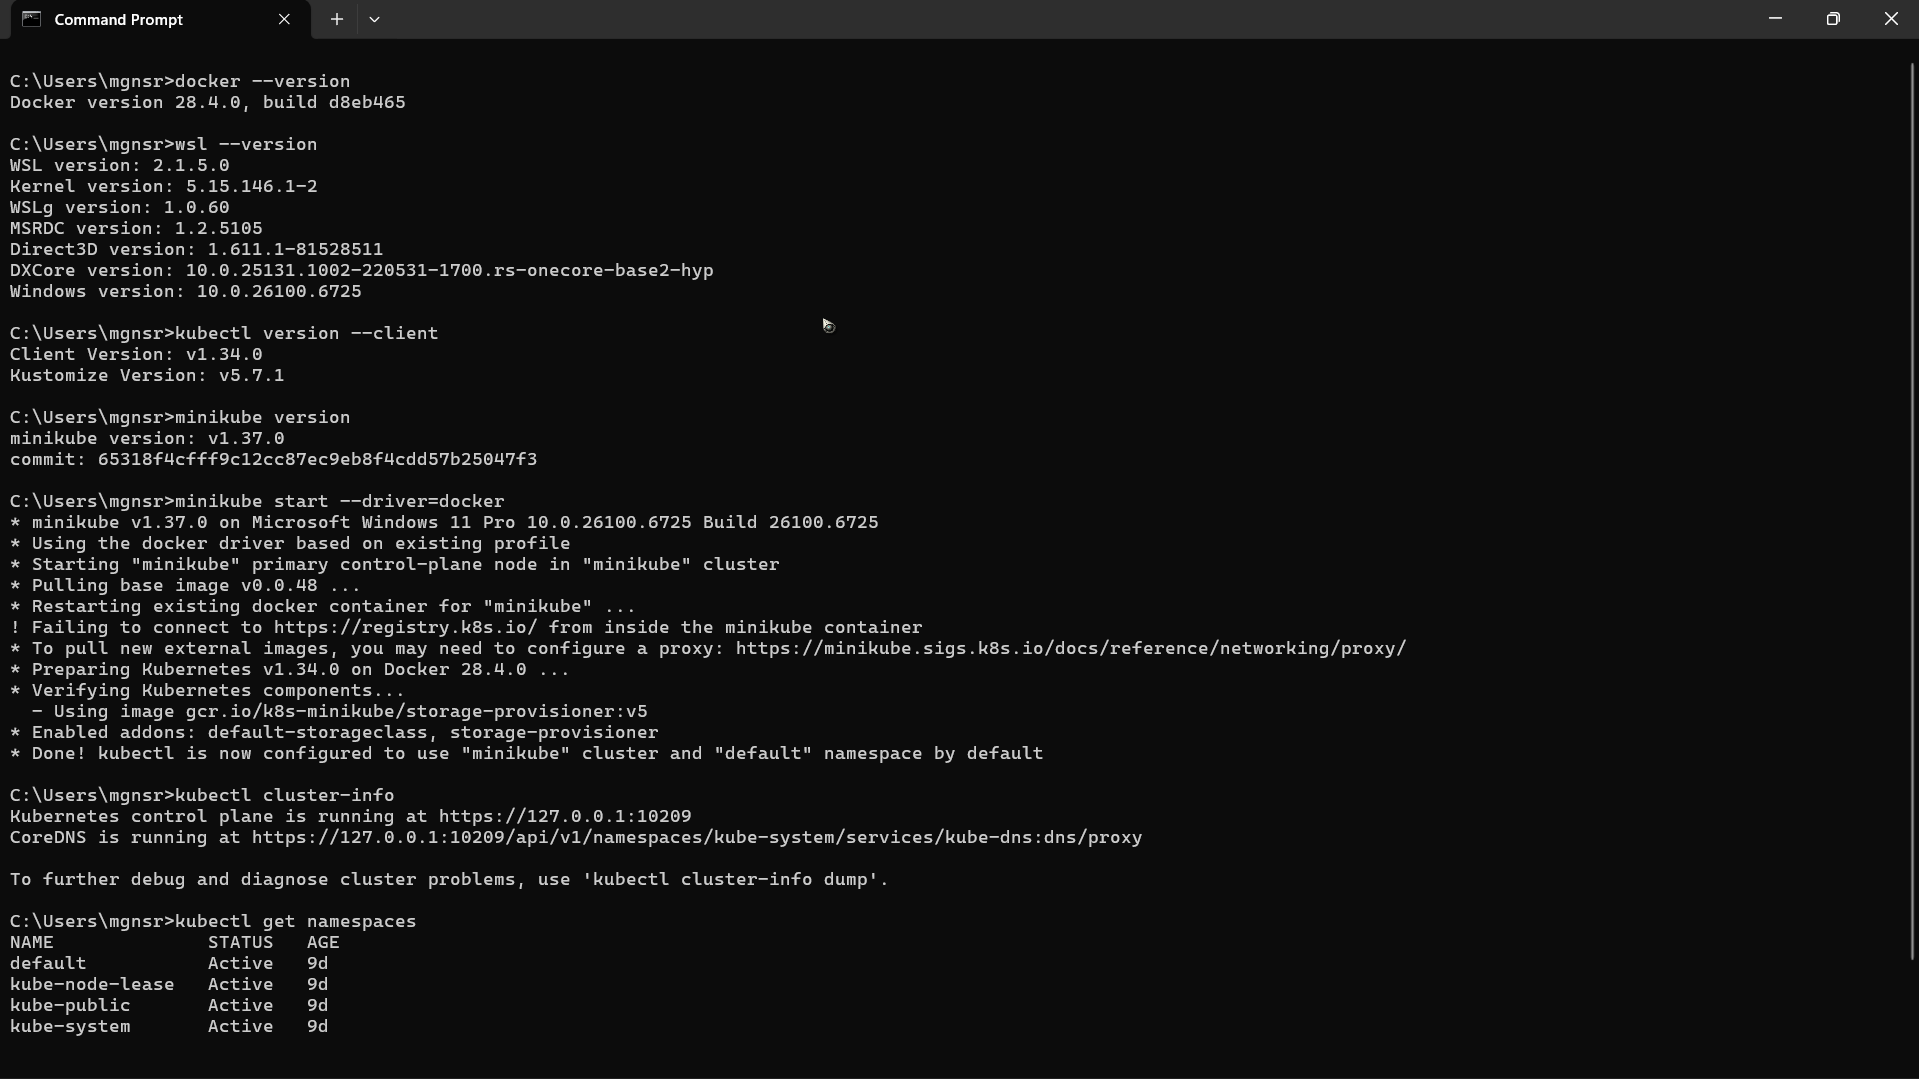 Command Prompt
C:\Users\mgnsr>docker --version
Docker version 28.4.0, build d8eb465
C:\Users\mgnsr>wsl --version
WSL version: 2.1.5.0
Kernel version: 5.15.146.1-2
WSLg version: 1.0.60
MSRDC version: 1.2.5105
Direct3D version: 1.611.1-81528511
DXCore version: 10.0.25131.1002-220531-1700.rs-onecore-base2-hyp
Windows version: 10.0.26100.6725
C:\Users\mgnsr>kubectl version --client
Client Version: v1.34.0
Kustomize Version: v5.7.1
C:\Users\mgnsr>minikube version
minikube version: v1.37.0
commit: 65318f4cfff9c12cc87ec9eb8f4cdd57b25047f3
C:\Users\mgnsr>minikube start --driver=docker
* minikube v1.37.0 on Microsoft Windows 11 Pro 10.0.26100.6725 Build 26100.6725
* Using the docker driver based on existing profile
* Starting "minikube" primary control-plane node in "minikube" cluster
* Pulling base image v0.0.48 ...
* Restarting existing docker container for "minikube" ...
! Failing to connect to https://registry.k8s.io/ from inside the minikube container
* To pull new external images, you may need to configure a proxy: https://minikube.sigs.k8s.io/docs/reference/networking/proxy/
* Preparing Kubernetes v1.34.0 on Docker 28.4.0 ...
* Verifying Kubernetes components...
  - Using image gcr.io/k8s-minikube/storage-provisioner:v5
* Enabled addons: default-storageclass, storage-provisioner
* Done! kubectl is now configured to use "minikube" cluster and "default" namespace by default
C:\Users\mgnsr>kubectl cluster-info
Kubernetes control plane is running at https://127.0.0.1:10209
CoreDNS is running at https://127.0.0.1:10209/api/v1/namespaces/kube-system/services/kube-dns:dns/proxy
To further debug and diagnose cluster problems, use 'kubectl cluster-info dump'.
C:\Users\mgnsr>kubectl get namespaces
NAME              STATUS   AGE
default           Active   9d
kube-node-lease   Active   9d
kube-public       Active   9d
kube-system       Active   9d